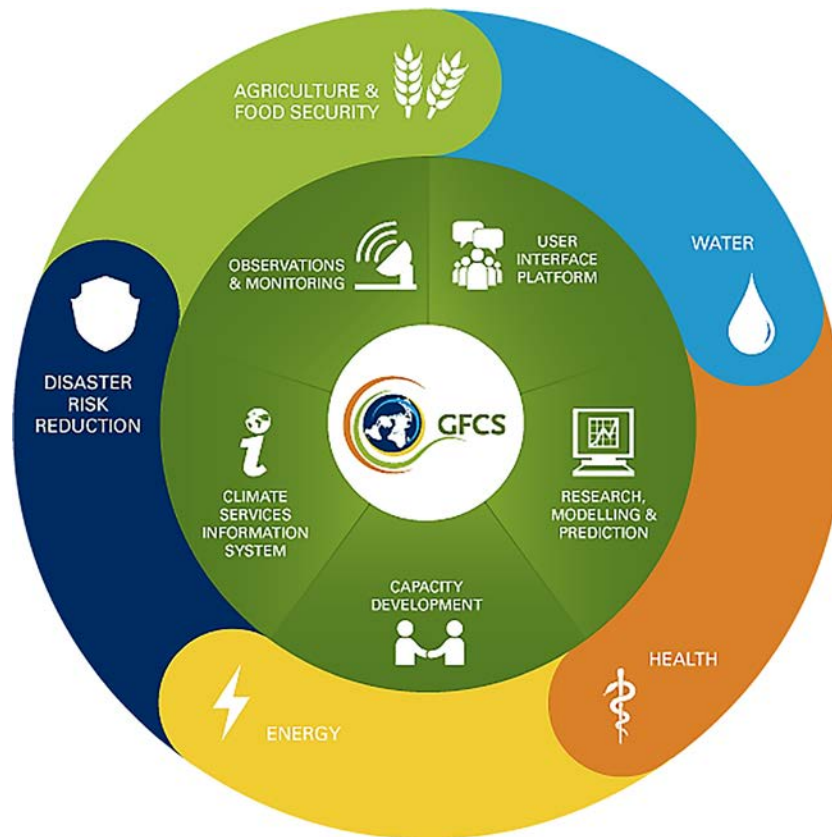 AGRICULTURE &
FOOD SECURITY
WATER
OBSERVATIONS
& MONITORING
USER
INTERFACE
PLATFORM
DISASTER
RISK
REDUCTION
GFCS
CLIMATE
SERVICES
INFORMATION
SYSTEM
RESEARCH,
MODELLING &
PREDICTION
CAPACITY
DEVELOPMENT
HEALTH
ENERGY